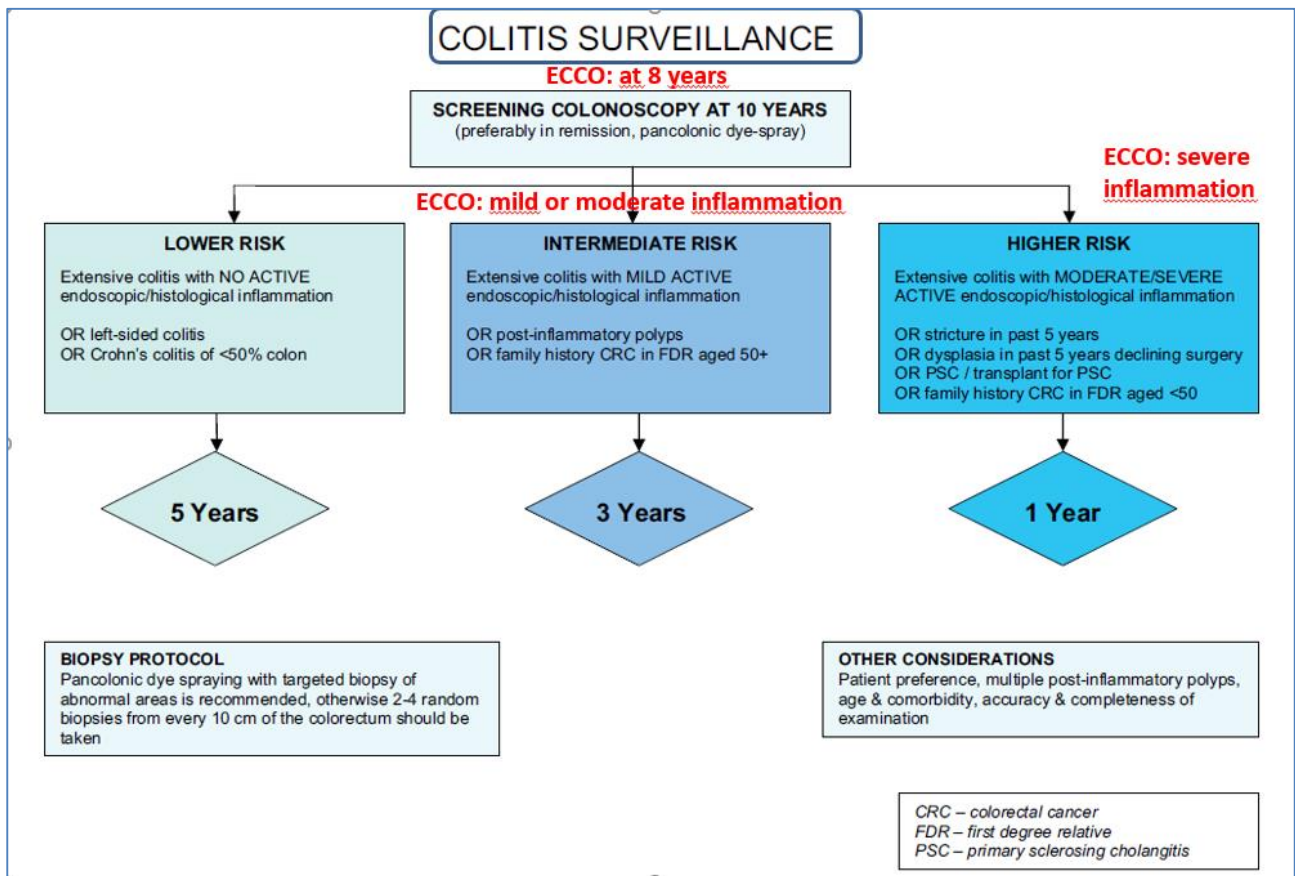 COLITIS SURVEILLANCE
ECCO: at 8 years
SCREENING COLONOSCOPY AT 10 YEARS
(preferably in remission, pancolonic dye-spray)
ECCO: severe
inflammation
ECCO: mild or moderate inflammation
LOWER RISK
Extensive colitis with NO ACTIVE
endoscopic/histological inflammation
OR left-sided colitis
OR Crohn's colitis of <50% colon
INTERMEDIATE RISK
Extensive colitis with MILD ACTIVE
endoscopic/histological inflammation
OR post-inflammatory polyps
OR family history CRC in FDR aged 50+
HIGHER RISK
Extensive colitis with MODERATE/SEVERE
ACTIVE endoscopic/histological inflammation
OR stricture in past 5 years
OR dysplasia in past 5 years declining surgery
OR PSC / transplant for PSC
OR family history CRC in FDR aged <50
5 Years
3 Years
1 Year
BIOPSY PROTOCOL
Pancolonic dye spraying with targeted biopsy of
abnormal areas is recommended, otherwise 2-4 random
biopsies from every 10 cm of the colorectum should be
taken
OTHER CONSIDERATIONS
Patient preference, multiple post-inflammatory polyps,
age & comorbidity, accuracy & completeness of
examination
CRC – colorectal cancer
FDR – first degree relative
PSC – primary sclerosing cholangitis